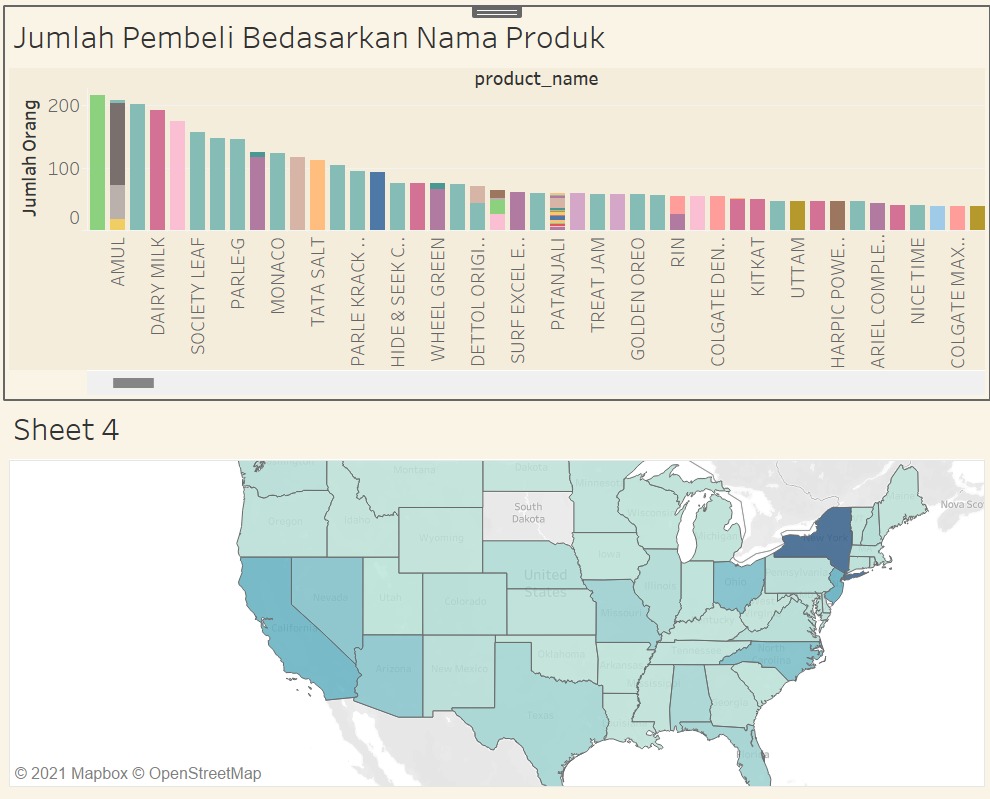 Jumlah Pembeli Bedasarkan Nama Produk
product_name
Jumlah Orang
200
100
0
AMUL
DAIRY MILK
SOCIETY LEAF
PARLE-G
MONACO
TATA SALT
PARLE KRACK ..
HIDE & SEEK C..
WHEEL GREEN
DETTOL ORIGI..
SURF EXCEL E..
PATANJALI
TREAT JAM
GOLDEN OREO
RIN
COLGATE DEN..
KITKAT
UTTAM
HARPIC POWE..
ARIEL COMPLE..
NICE TIME
COLGATE MAX..
Sheet 4
Montana
Dakota
Minnesota
Maine
Nova Sco
Oregon
Idaho
South
Dakota
Wisconsin
Michigan
Wyoming
New York
Iowa
United
States
Nevada
Utah
Colorado
Illinois
Ohio
Pennsylvania
Missouri
California
Arizona
New Mexico
Oklahoma
Arkansas
Tennessee
North
Carolina
Mississippi
Georgia
Texas
Florida
© 2021 Mapbox © OpenStreetMap